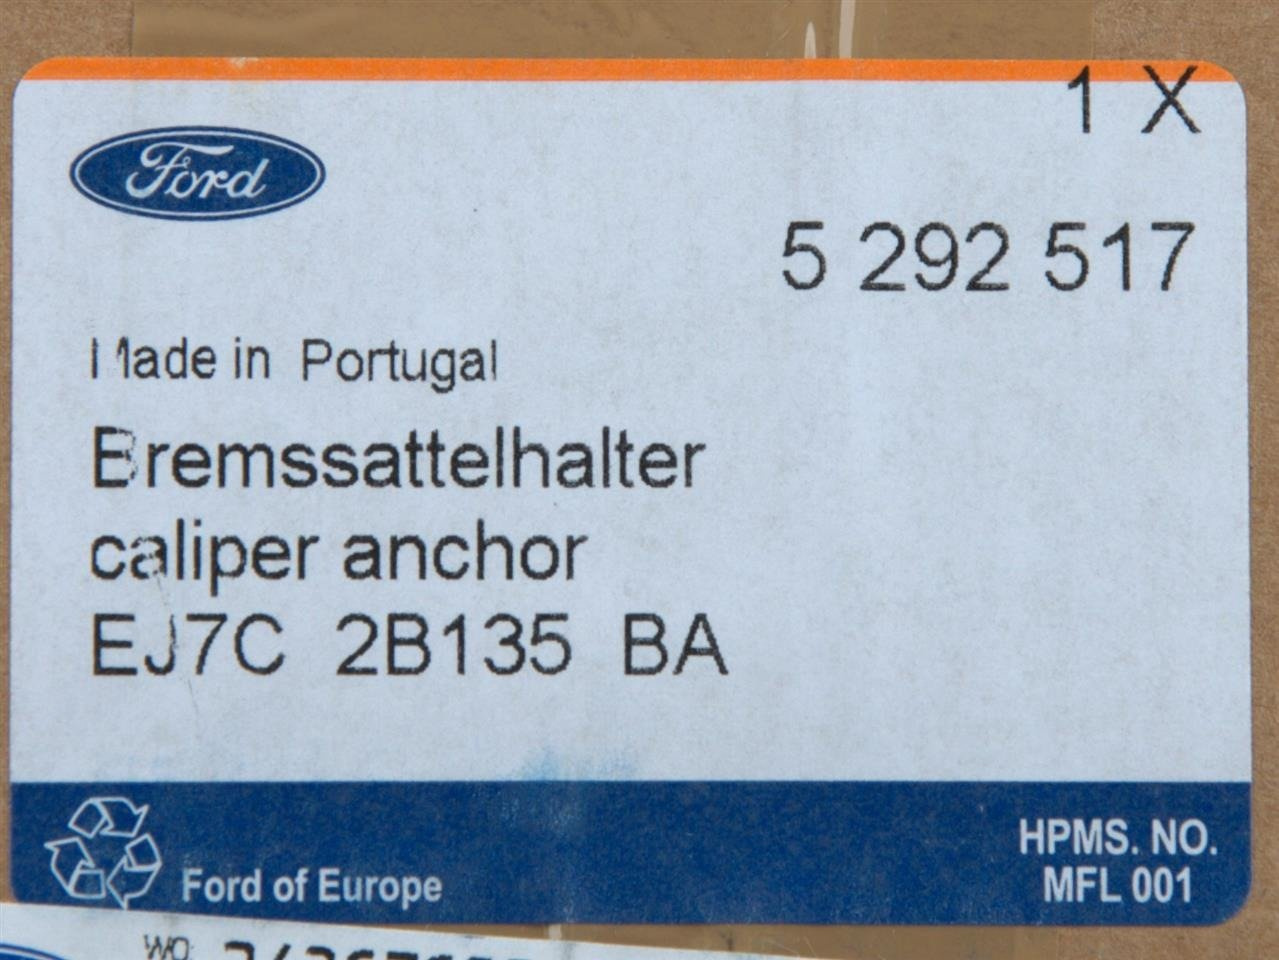 1 X
Ford
5 292 517
Made in Portugal
Bremssattelhalter
caliper anchor
EJ7C 2B135 BA
HPMS. NO.
Ford of Europe
MFL 001
WO